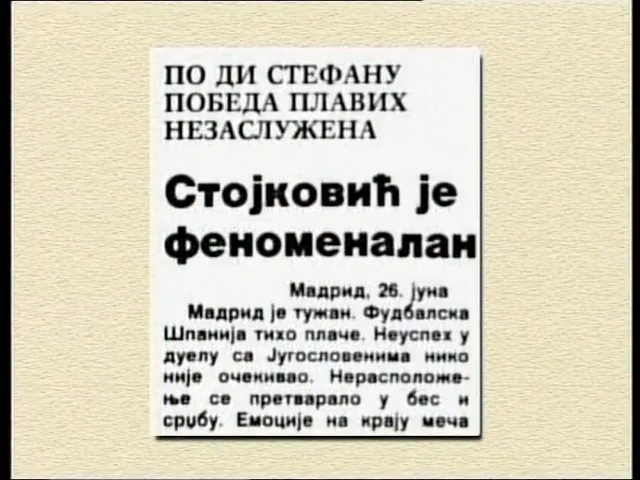 ПО ДИ СТЕФАНУ
ПОБЕДА ПЛАВИХ
НЕЗАСЛУЖЕНА
Стојковић је
феноменалан
Мадрид, 26. јуна
Мадрид је тужан. Фудбалска
Шпанија тихо плаче. Неуспех у
дуелу са Југословенима нико
није очекивао. Нерасположе-
ње се претварало у бес и
срџбу. Емоције на крају меча